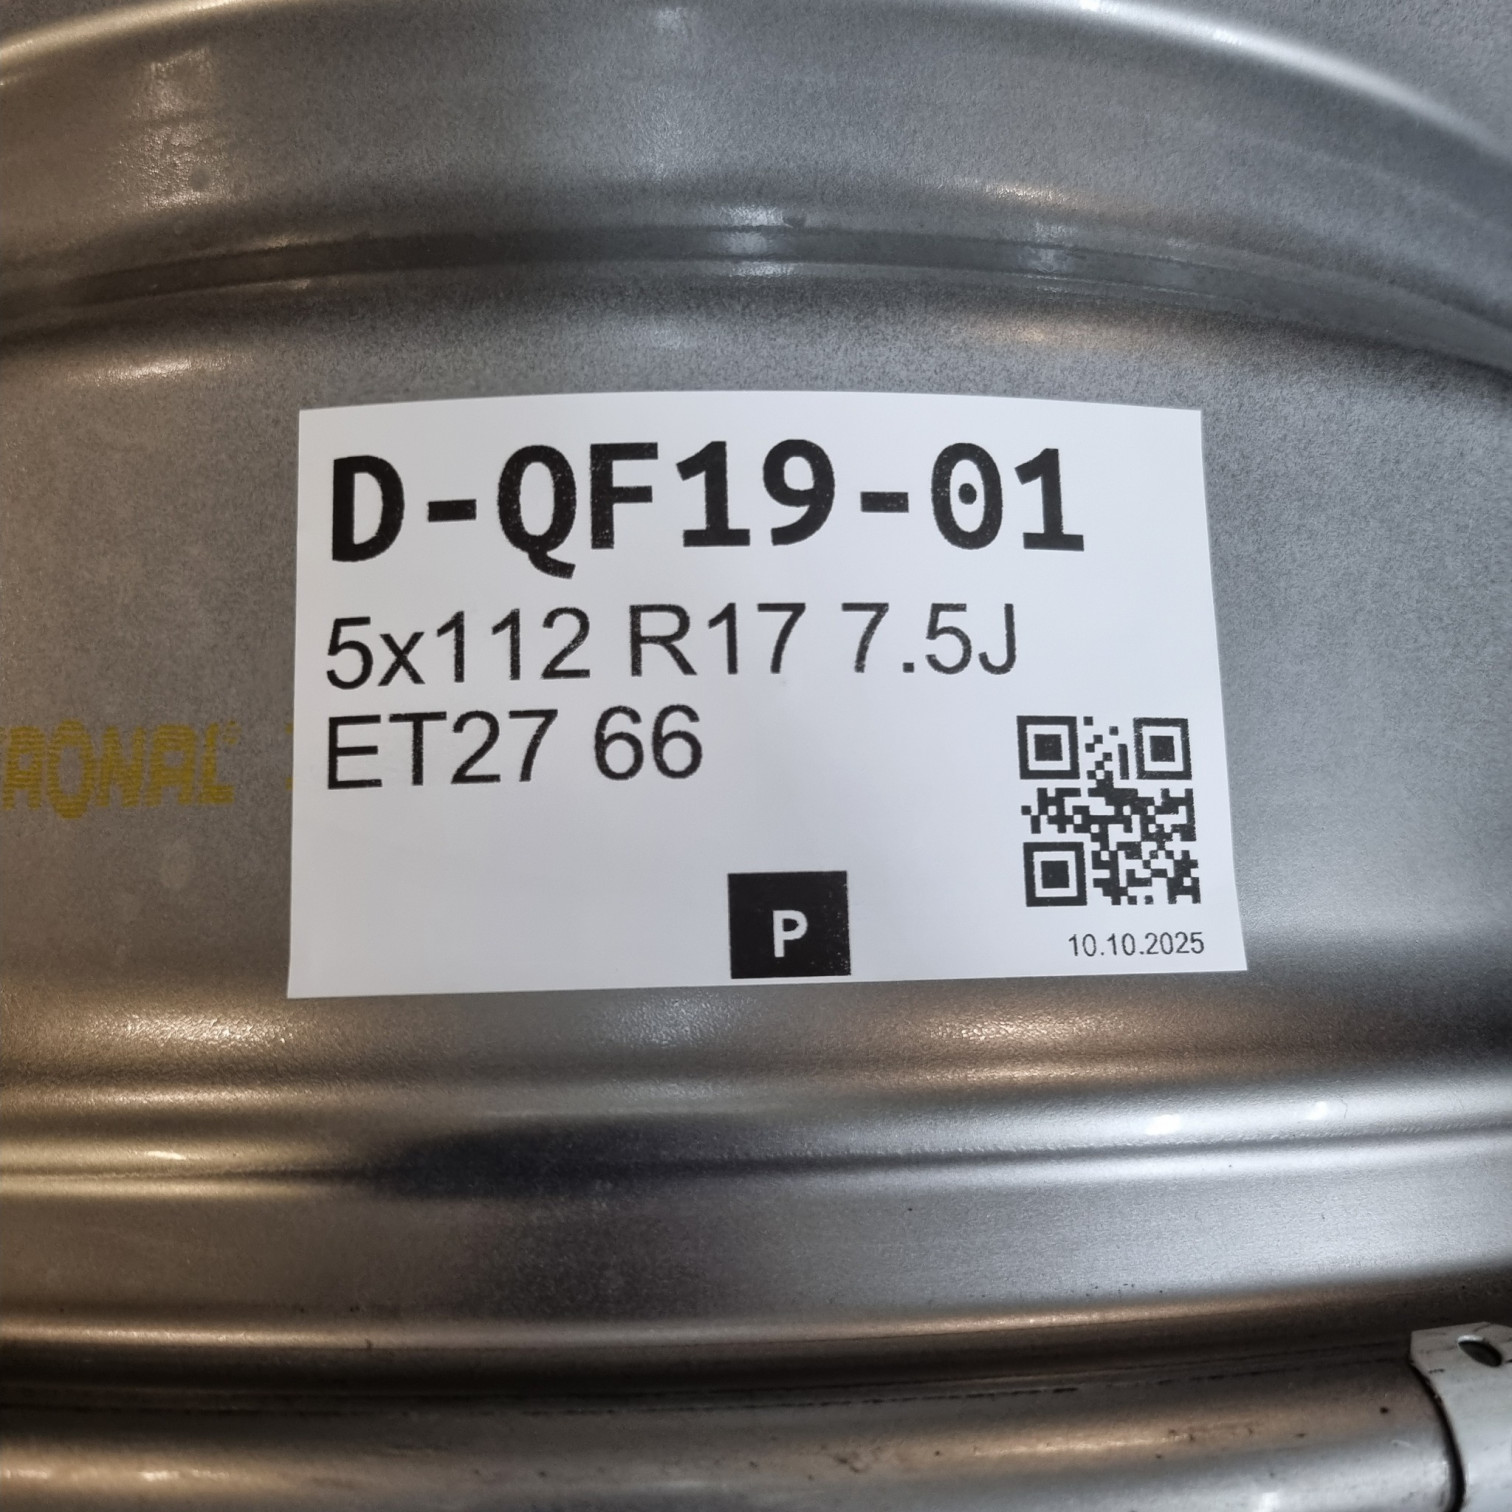 D-QF19-01
5x112 R17 7.5J
ET27 66
P
10.10.2025